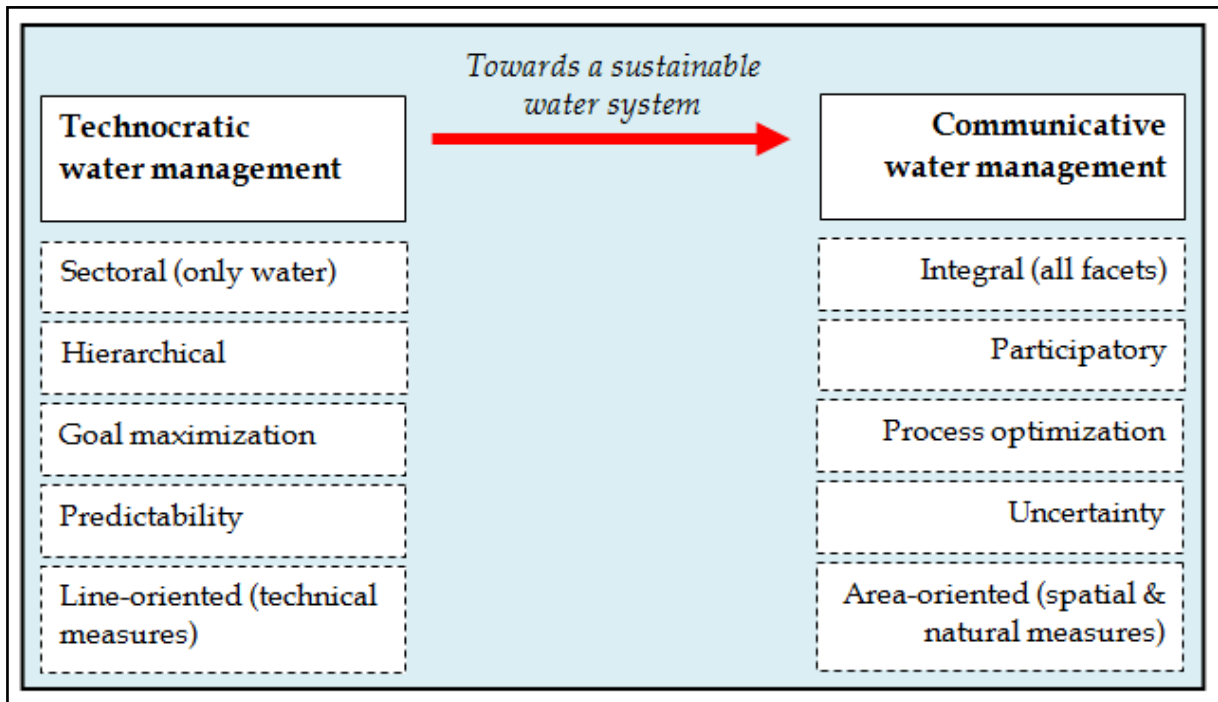 Towards a sustainable
water system
Technocratic
water management
Communicative
water management
Sectoral (only water)
Integral (all facets)
Hierarchical
Participatory
Goal maximization
Process optimization
Predictability
Uncertainty
Line-oriented (technical
measures)
Area-oriented (spatial &
natural measures)